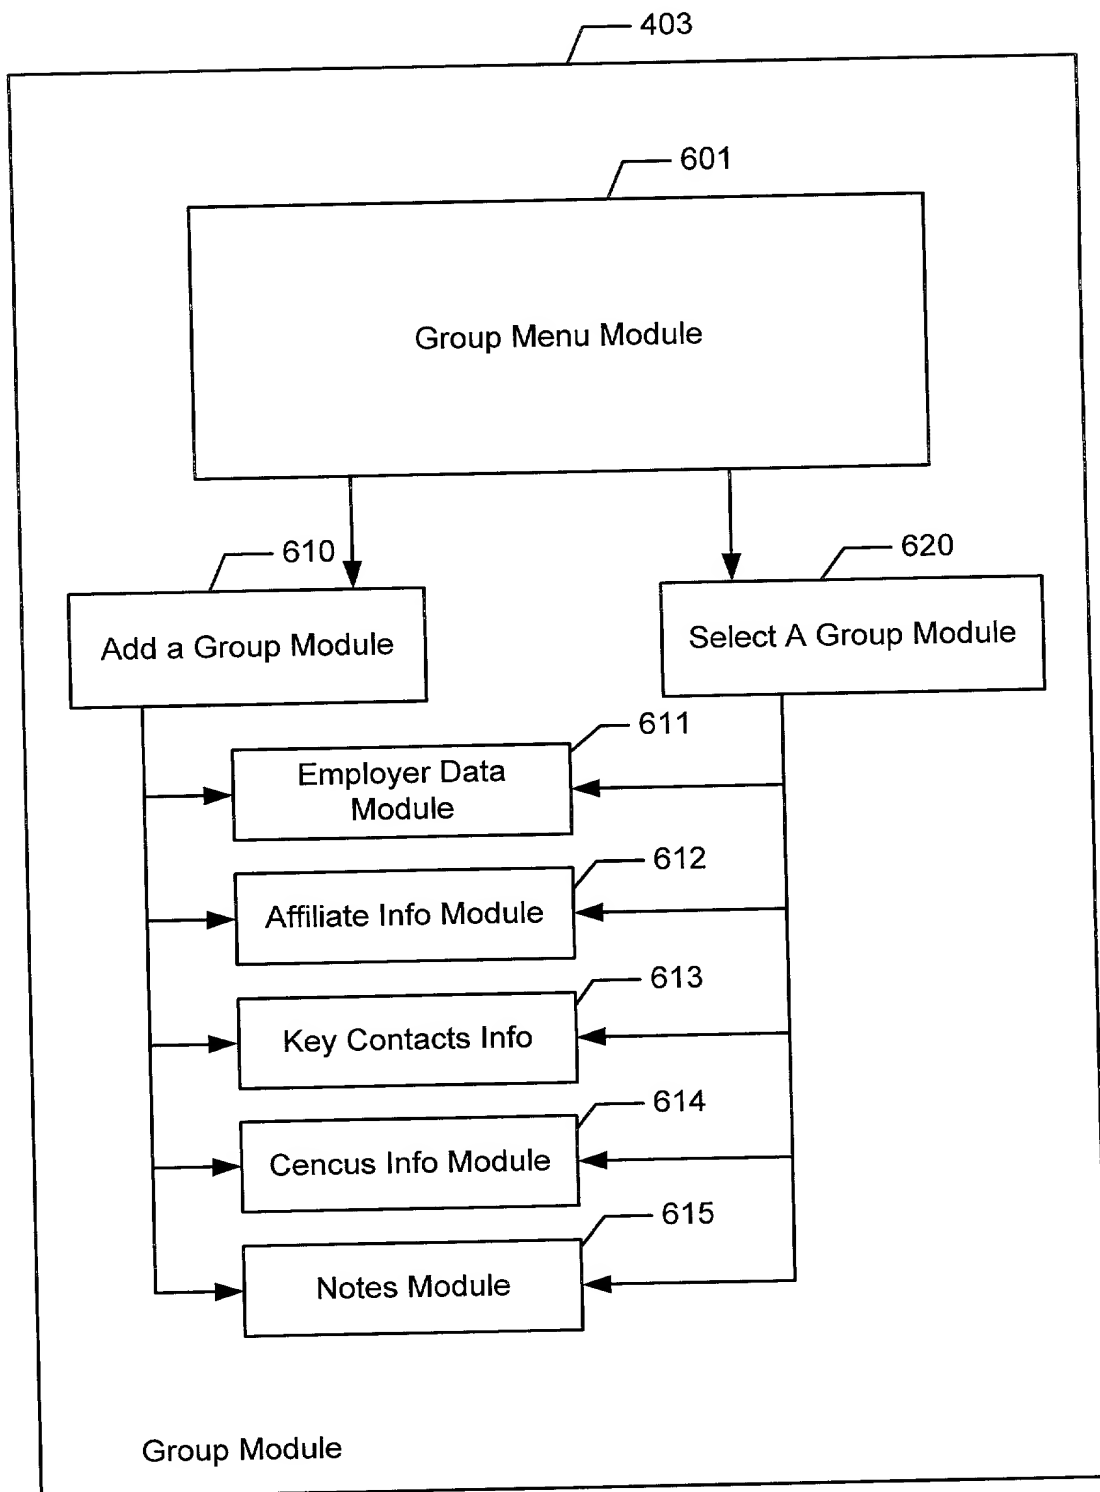 403
601
Group Menu Module
610
620
Add a Group Module
Select A Group Module
611
Employer Data
Module
612
Affiliate Info Module
613
Key Contacts Info
614
Cencus Info Module
615
Notes Module
Group Module